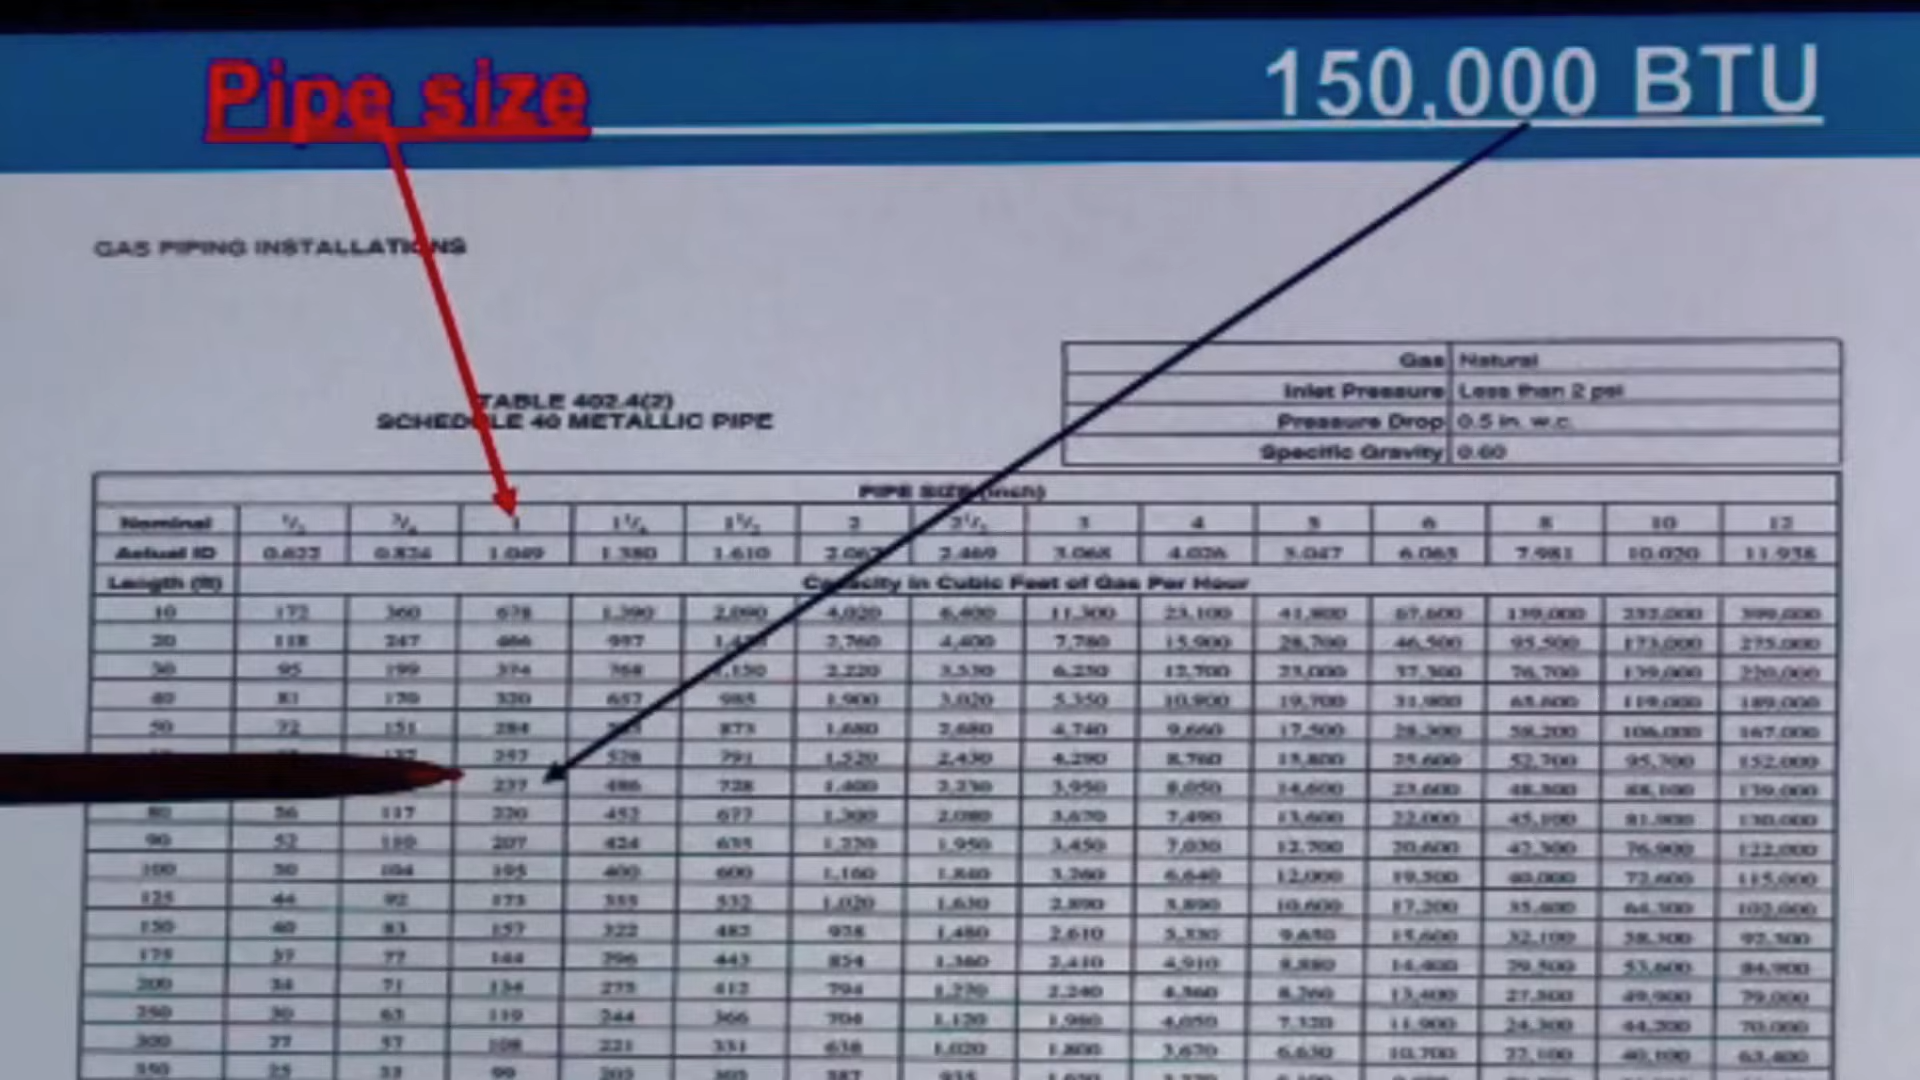 Pipe size
150,000 BTU
GAS PIPING INSTALLATIONS
TABLE 402.4(2)
SCHEDULE 40 METALLIC PIPE
Gas Natural
Inlet Pressure Less than 2 psi
Pressure Drop 0.5 in. w.c.
Specific Gravity 0.60
PIPE SIZE (inch)
Nominal 1/2 3/4 1 1 1/4 1 1/2 2 2 1/2 3 4 5 6 8 10 12
Actual ID 0.622 0.824 1.049 1.380 1.610 2.067 2.469 3.068 4.026 5.047 6.065 7.981 10.020 11.938
Length (ft) Capacity in Cubic Feet of Gas Per Hour
10 172 360 678 1,390 2,090 4,020 6,400 11,300 23,100 41,800 67,600 139,000 252,000 399,000
20 118 247 466 957 2,760 4,400 7,780 15,900 28,700 46,500 95,500 173,000 275,000
30 95 199 374 768 2,220 3,530 6,250 12,700 23,000 37,300 76,700 139,000 220,000
40 81 170 320 657 985 1,900 3,020 5,350 10,900 19,700 31,900 65,600 119,000 189,000
50 72 151 284 873 1,680 2,680 4,740 9,660 17,500 28,300 58,200 106,000 167,000
257 528 791 1,520 2,430 4,290 8,760 15,800 25,600 52,700 95,700 152,000
237 486 728 1,400 2,230 3,950 8,050 14,600 23,600 48,500 88,100 139,000
80 56 117 220 452 677 1,300 2,080 3,670 7,490 13,600 22,000 45,100 81,900 130,000
90 52 110 207 424 635 1,220 1,950 3,450 7,030 12,700 20,600 42,300 76,900 122,000
100 50 104 195 400 600 1,160 1,840 3,260 6,640 12,000 19,500 40,000 72,600 115,000
125 44 92 173 355 532 1,020 1,630 2,890 5,890 10,600 17,200 35,400 64,300 102,000
150 40 83 157 322 482 928 1,480 2,610 5,330 9,650 15,600 32,100 58,300 92,300
175 37 77 144 296 443 854 1,360 2,410 4,910 8,880 14,400 29,500 53,600 84,900
200 34 71 134 275 412 794 1,270 2,240 4,560 8,260 13,400 27,500 49,900 79,000
250 30 63 119 244 366 704 1,120 1,980 4,050 7,320 11,900 24,300 44,200 70,000
300 27 57 108 221 331 638 1,020 1,800 3,670 6,630 10,700 22,100 40,100 63,400
350 25 53 99 203 305 587 935